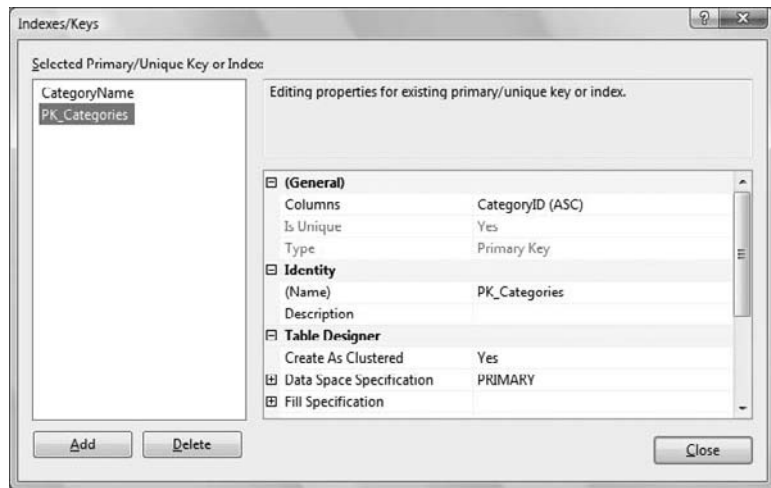 Indexes/Keys
Selected Primary/Unique Key or Index:
CategoryName
PK_Categories
Editing properties for existing primary/unique key or index.
(General)
Columns CategoryID (ASC)
Is Unique Yes
Type Primary Key
Identity
(Name) PK_Categories
Description
Table Designer
Create As Clustered Yes
Data Space Specification PRIMARY
Fill Specification
Add Delete Close